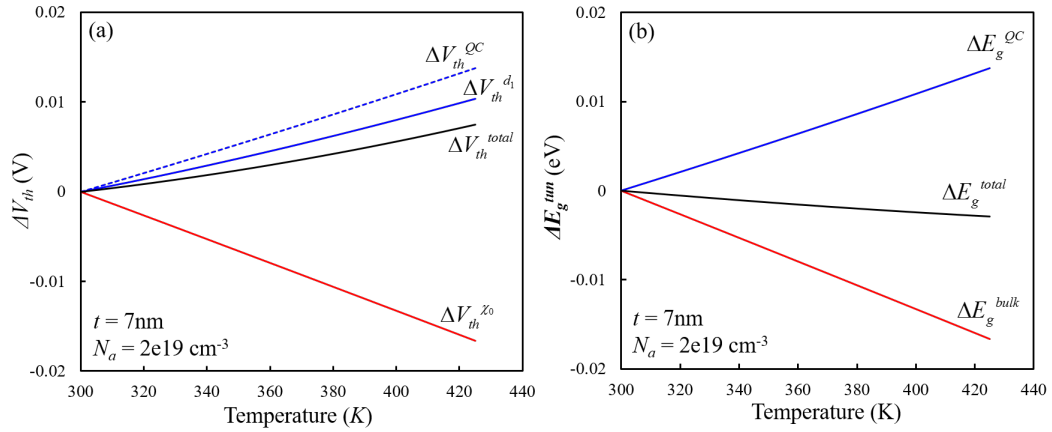 (a)
0.02
0.01
0
-0.01
-0.02
ΔV_th (V)
ΔV_th^QC
ΔV_th^d₁
ΔV_th^total
ΔV_th^χ₀
t = 7nm
N_a = 2e19 cm⁻³
300 320 340 360 380 400 420
Temperature (K)
(b)
0.02
0.01
0
-0.01
-0.02
ΔE_g^tun (eV)
ΔE_g^QC
ΔE_g^total
ΔE_g^bulk
t = 7nm
N_a = 2e19 cm⁻³
300 320 340 360 380 400 420
Temperature (K)